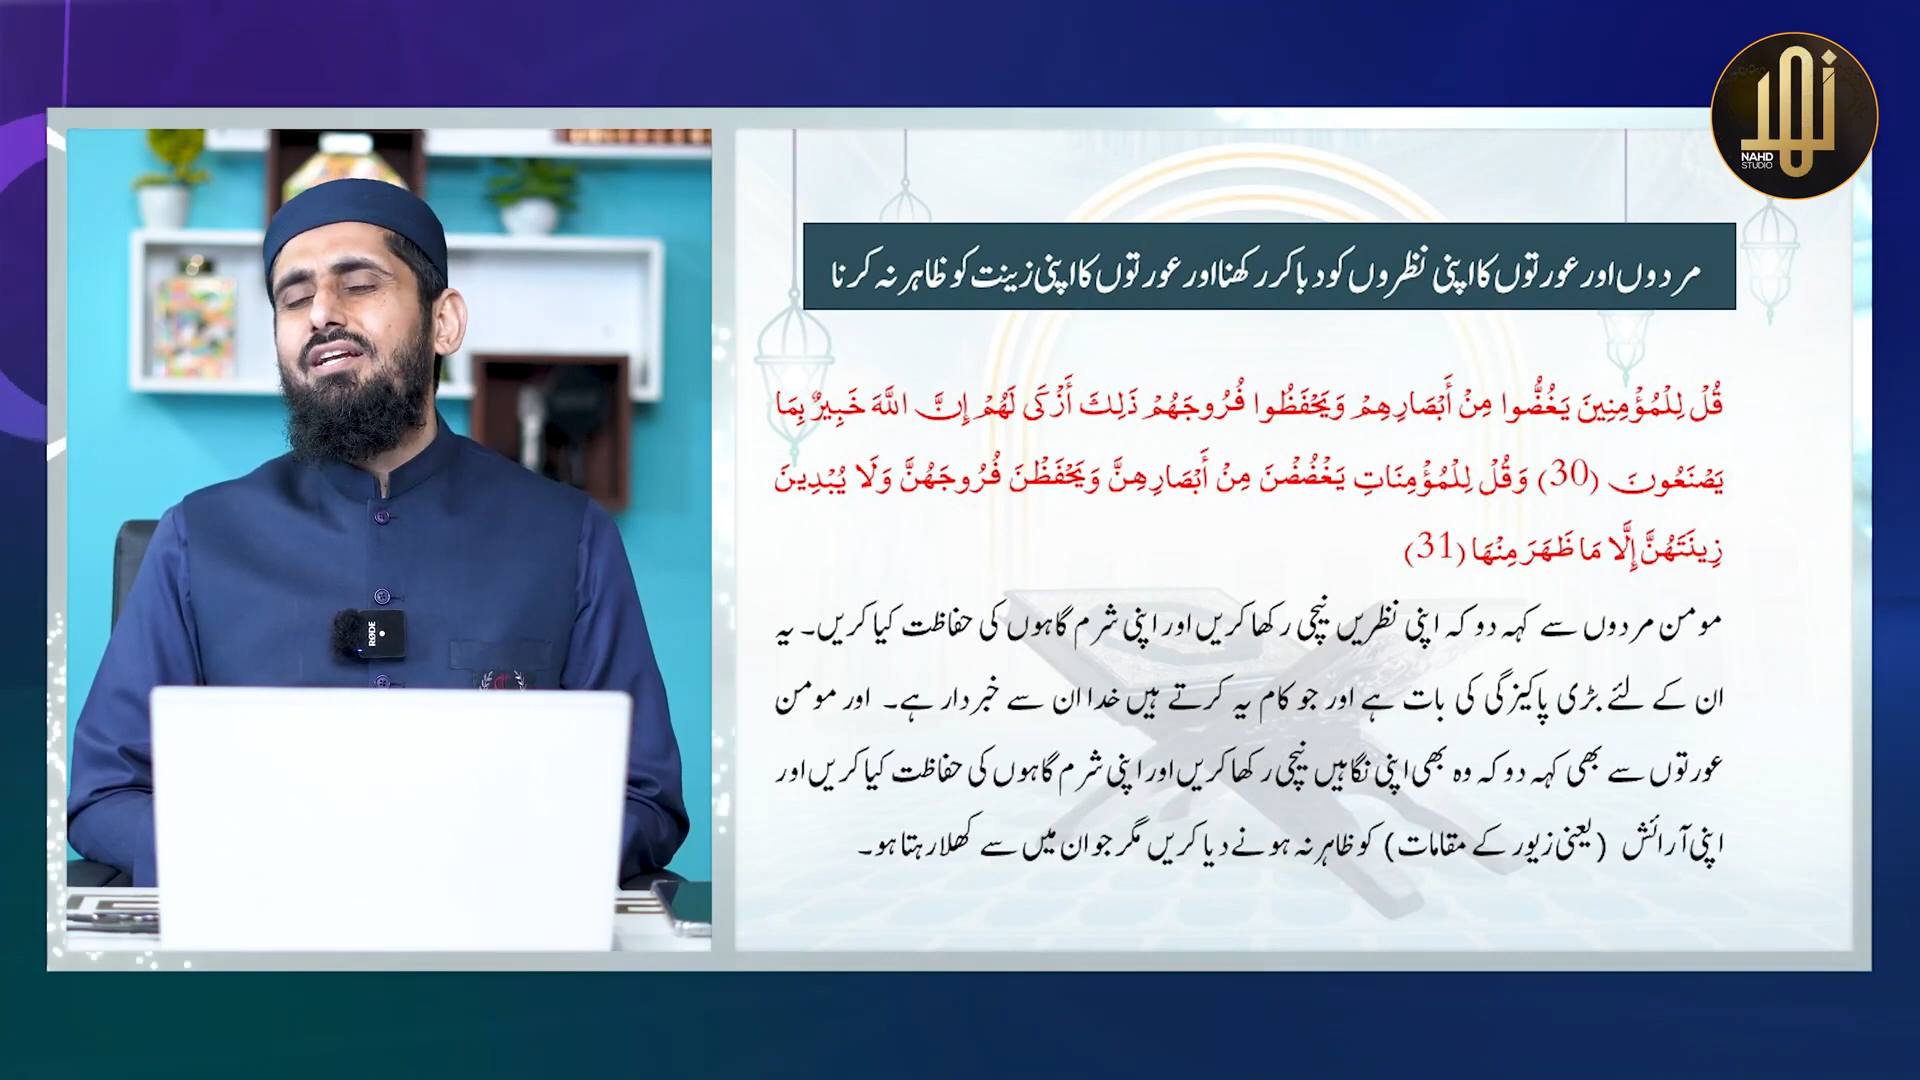 نهد
NAHD
STUDIO
مردوں اور عورتوں کا اپنی نظروں کو دبا کر رکھنا اور عورتوں کا اپنی زینت کو ظاہر نہ کرنا
قُلْ لِلْمُؤْمِنِينَ يَغُضُّوا مِنْ أَبْصَارِهِمْ وَيَحْفَظُوا فُرُوجَهُمْ ذَلِكَ أَزْكَى لَهُمْ إِنَّ اللَّهَ خَبِيرٌ بِمَا
يَصْنَعُونَ (30) وَقُلْ لِلْمُؤْمِنَاتِ يَغْضُضْنَ مِنْ أَبْصَارِهِنَّ وَيَحْفَظْنَ فُرُوجَهُنَّ وَلَا يُبْدِينَ
زِينَتَهُنَّ إِلَّا مَا ظَهَرَ مِنْهَا (31)
مومن مردوں سے کہہ دو کہ اپنی نظریں نیچی رکھا کریں اور اپنی شرم گاہوں کی حفاظت کیا کریں۔ یہ
ان کے لئے بڑی پاکیزگی کی بات ہے اور جو کام یہ کرتے ہیں خدا ان سے خبردار ہے۔ اور مومن
عورتوں سے بھی کہہ دو کہ وہ بھی اپنی نگاہیں نیچی رکھا کریں اور اپنی شرم گاہوں کی حفاظت کیا کریں اور
اپنی آرائش (یعنی زیور کے مقامات) کو ظاہر نہ ہونے دیا کریں مگر جو ان میں سے کھلا رہتا ہو۔
RØDE